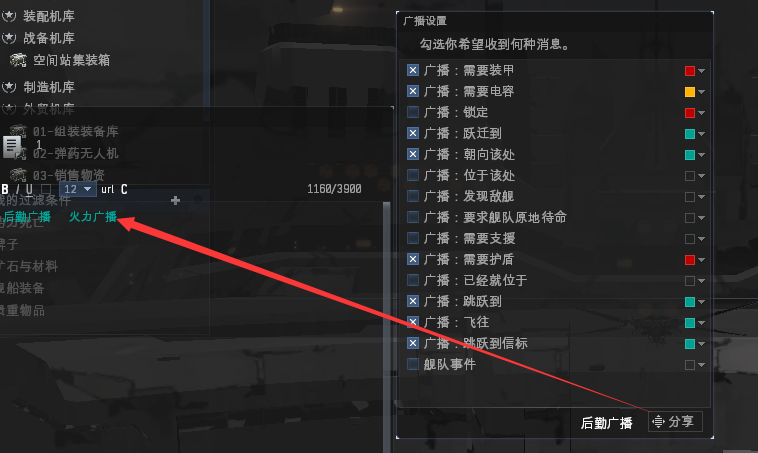 装配机库
战备机库
空间站集装箱
制造机库
外贸机库
01-组装装备库
1
02-弹药无人机
03-销售物资
B I U 12 url C 1160/3900
的过滤条件
后勤广播 火力广播
牌子
矿石与材料
舰船装备
贵重物品
广播设置
勾选你希望收到何种消息。
广播：需要装甲
广播：需要电容
广播：锁定
广播：跃迁到
广播：朝向该处
广播：位于该处
广播：发现敌舰
广播：要求舰队原地待命
广播：需要支援
广播：需要护盾
广播：已经就位于
广播：跳跃到
广播：飞往
广播：跳跃到信标
舰队事件
后勤广播 分享